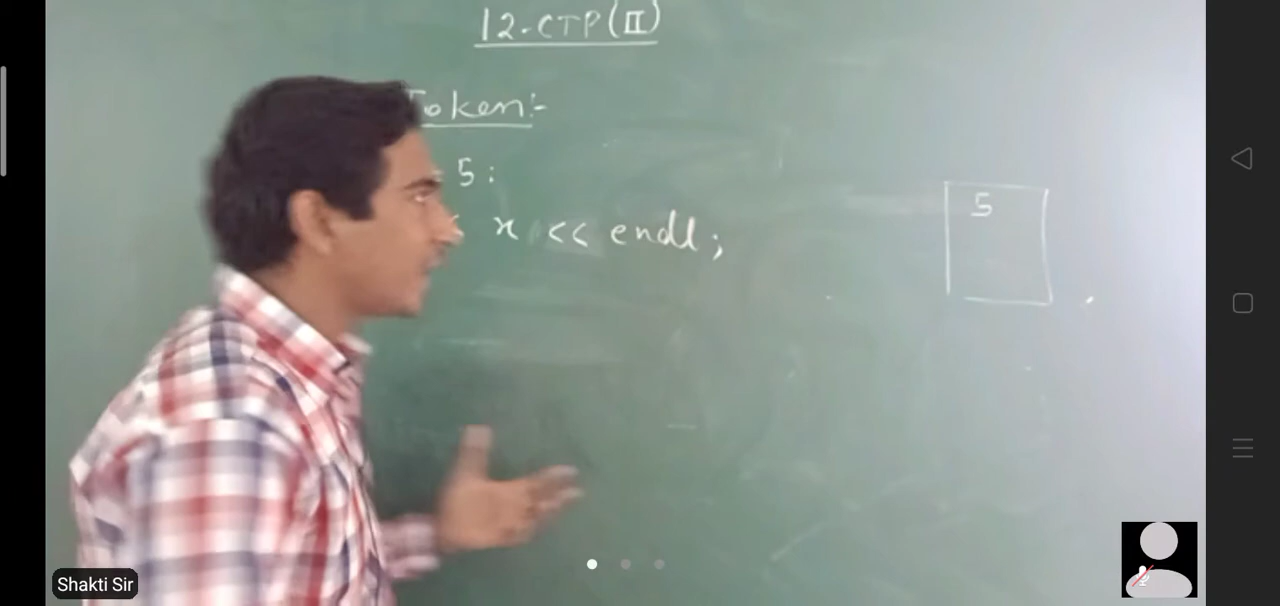 12-CTP(II)
Token:-
= 5;
< x << endl;
5
Shakti Sir